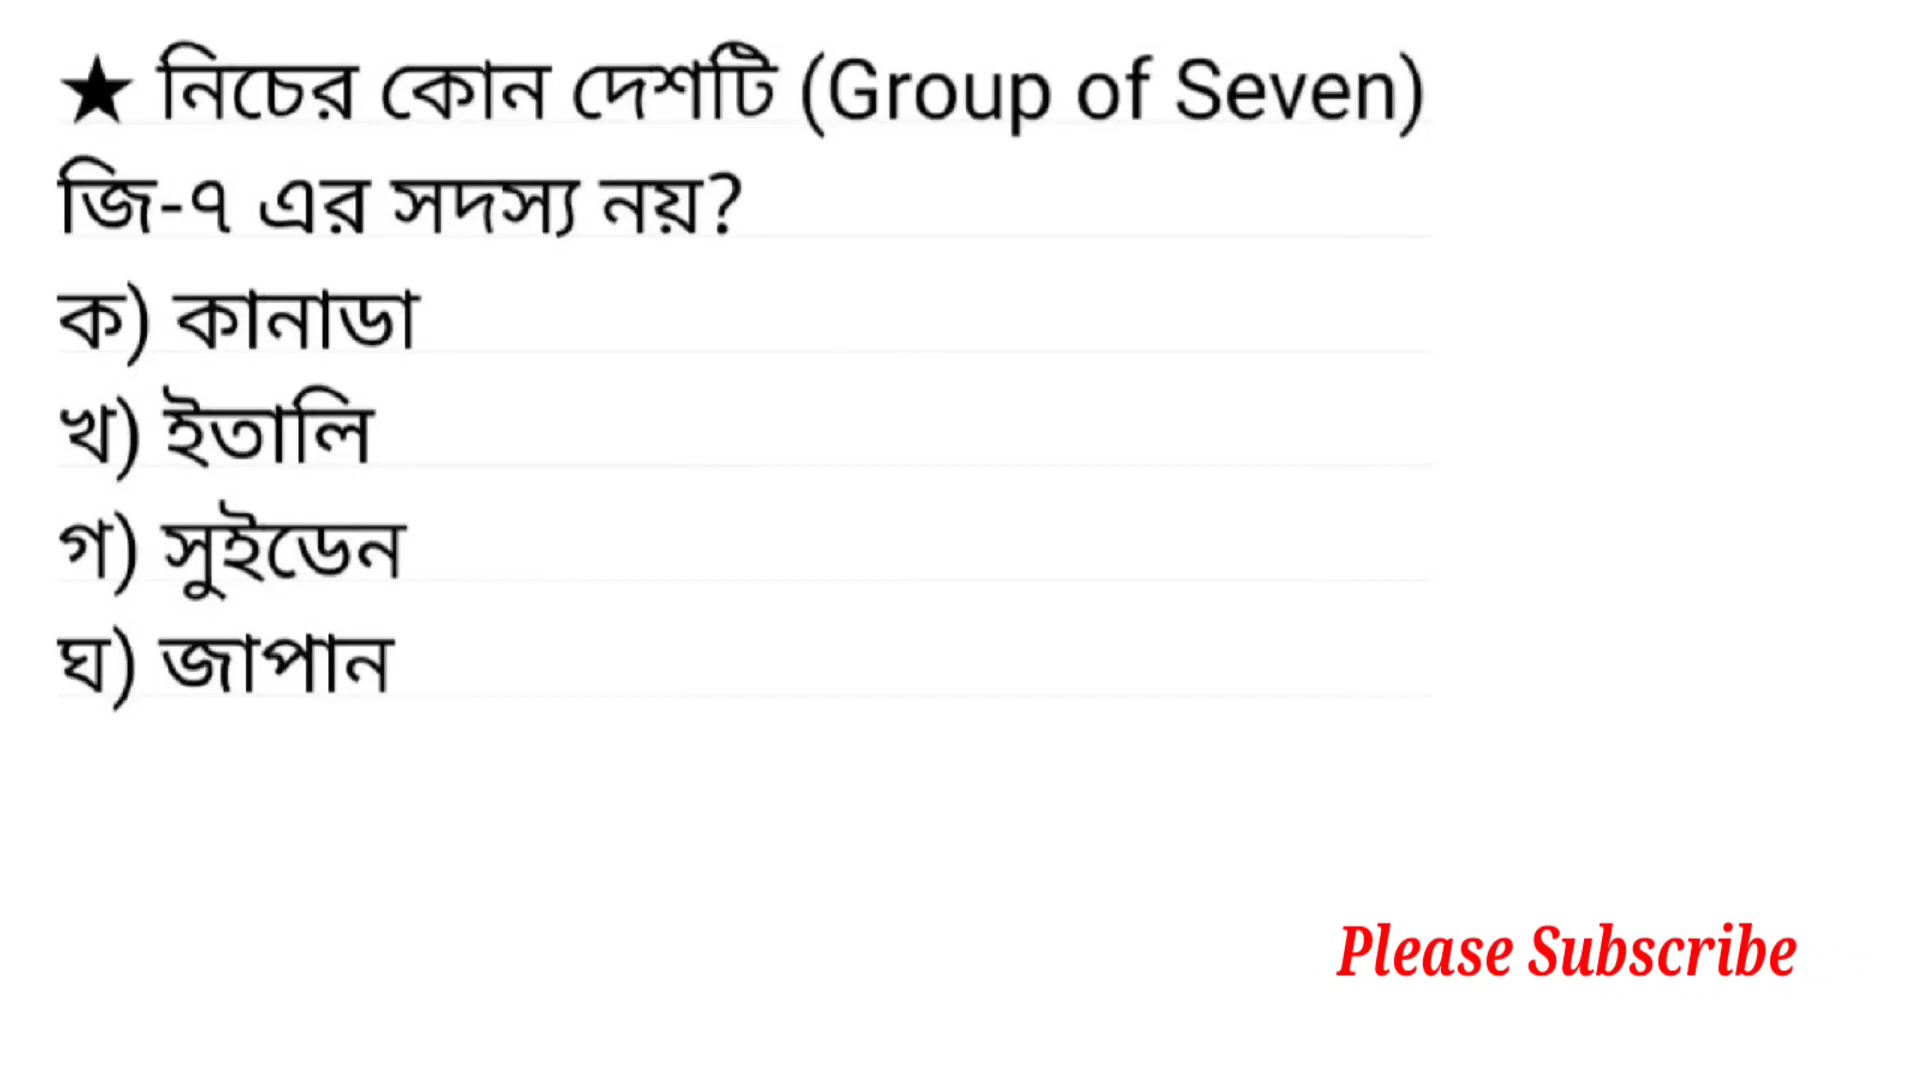 ★ নিচের কোন দেশটি (Group of Seven)
জি-৭ এর সদস্য নয়?
ক) কানাডা
খ) ইতালি
গ) সুইডেন
ঘ) জাপান
Please Subscribe